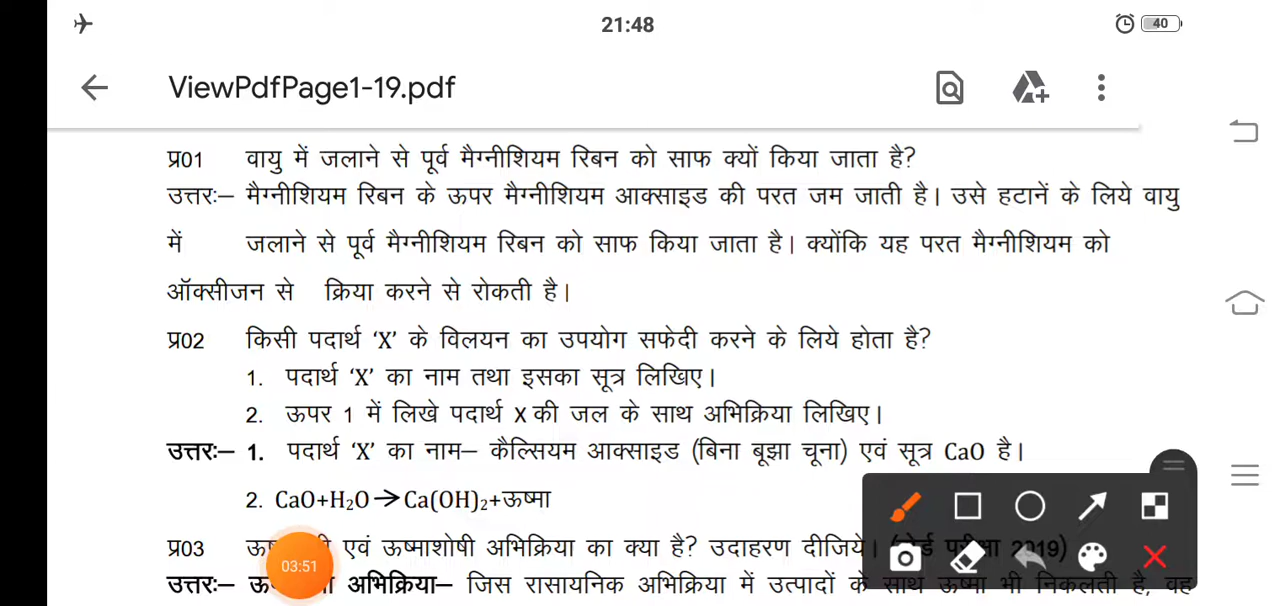 21:48
40
ViewPdfPage1-19.pdf
प्र01 वायु में जलाने से पूर्व मैग्नीशियम रिबन को साफ क्यों किया जाता है?
उत्तरः– मैग्नीशियम रिबन के ऊपर मैग्नीशियम आक्साइड की परत जम जाती है। उसे हटानें के लिये वायु
में जलाने से पूर्व मैग्नीशियम रिबन को साफ किया जाता है। क्योंकि यह परत मैग्नीशियम को
ऑक्सीजन से क्रिया करने से रोकती है।
प्र02 किसी पदार्थ ‘X’ के विलयन का उपयोग सफेदी करने के लिये होता है?
1. पदार्थ ‘X’ का नाम तथा इसका सूत्र लिखिए।
2. ऊपर 1 में लिखे पदार्थ X की जल के साथ अभिक्रिया लिखिए।
उत्तरः– 1. पदार्थ ‘X’ का नाम– कैल्सियम आक्साइड (बिना बूझा चूना) एवं सूत्र CaO है।
2. CaO+H₂O→Ca(OH)₂+ऊष्मा
प्र03 एवं ऊष्माशोषी अभिक्रिया का क्या है? उदाहरण दीजिये। परीक्षा 2019)
03:51
उत्तरः– अभिक्रिया– जिस रासायनिक अभिक्रिया में उत्पादों के साथ ऊष्मा भी निकलती है, वह